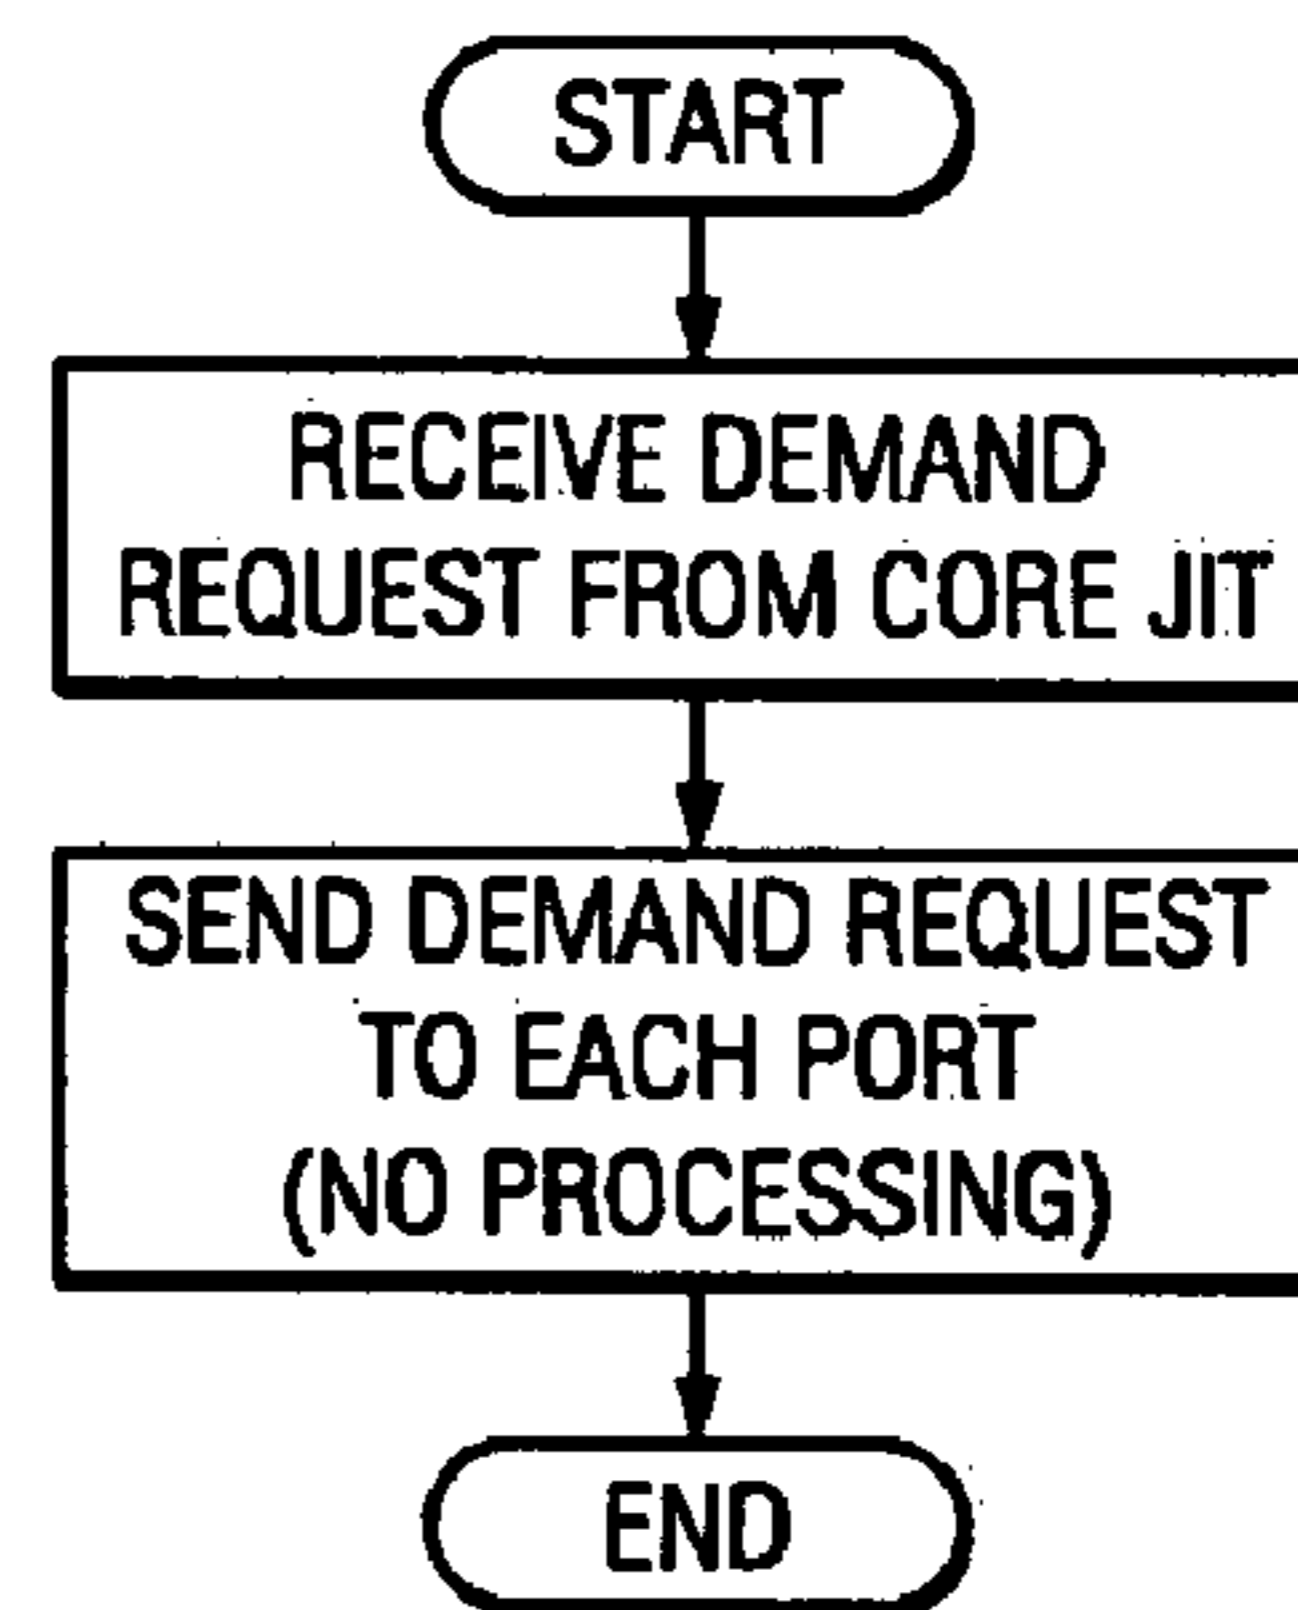 START
RECEIVE DEMAND
REQUEST FROM CORE JIT
SEND DEMAND REQUEST
TO EACH PORT
(NO PROCESSING)
END